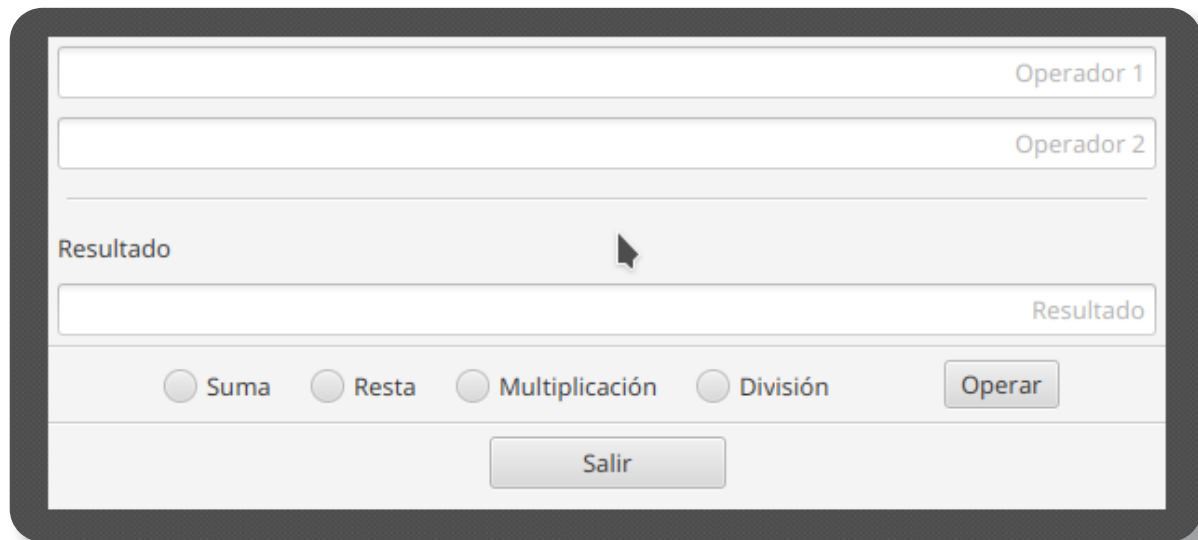 Operador 1
Operador 2
Resultado
Resultado
Suma Resta Multiplicación División Operar
Salir